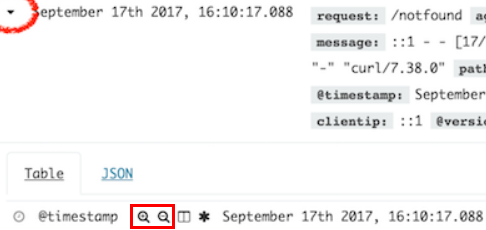 September 17th 2017, 16:10:17.088 request: /notfound
message: ::1 - - [17/
"-" "curl/7.38.0"
@timestamp: September
clientip: ::1
Table JSON
@timestamp September 17th 2017, 16:10:17.088